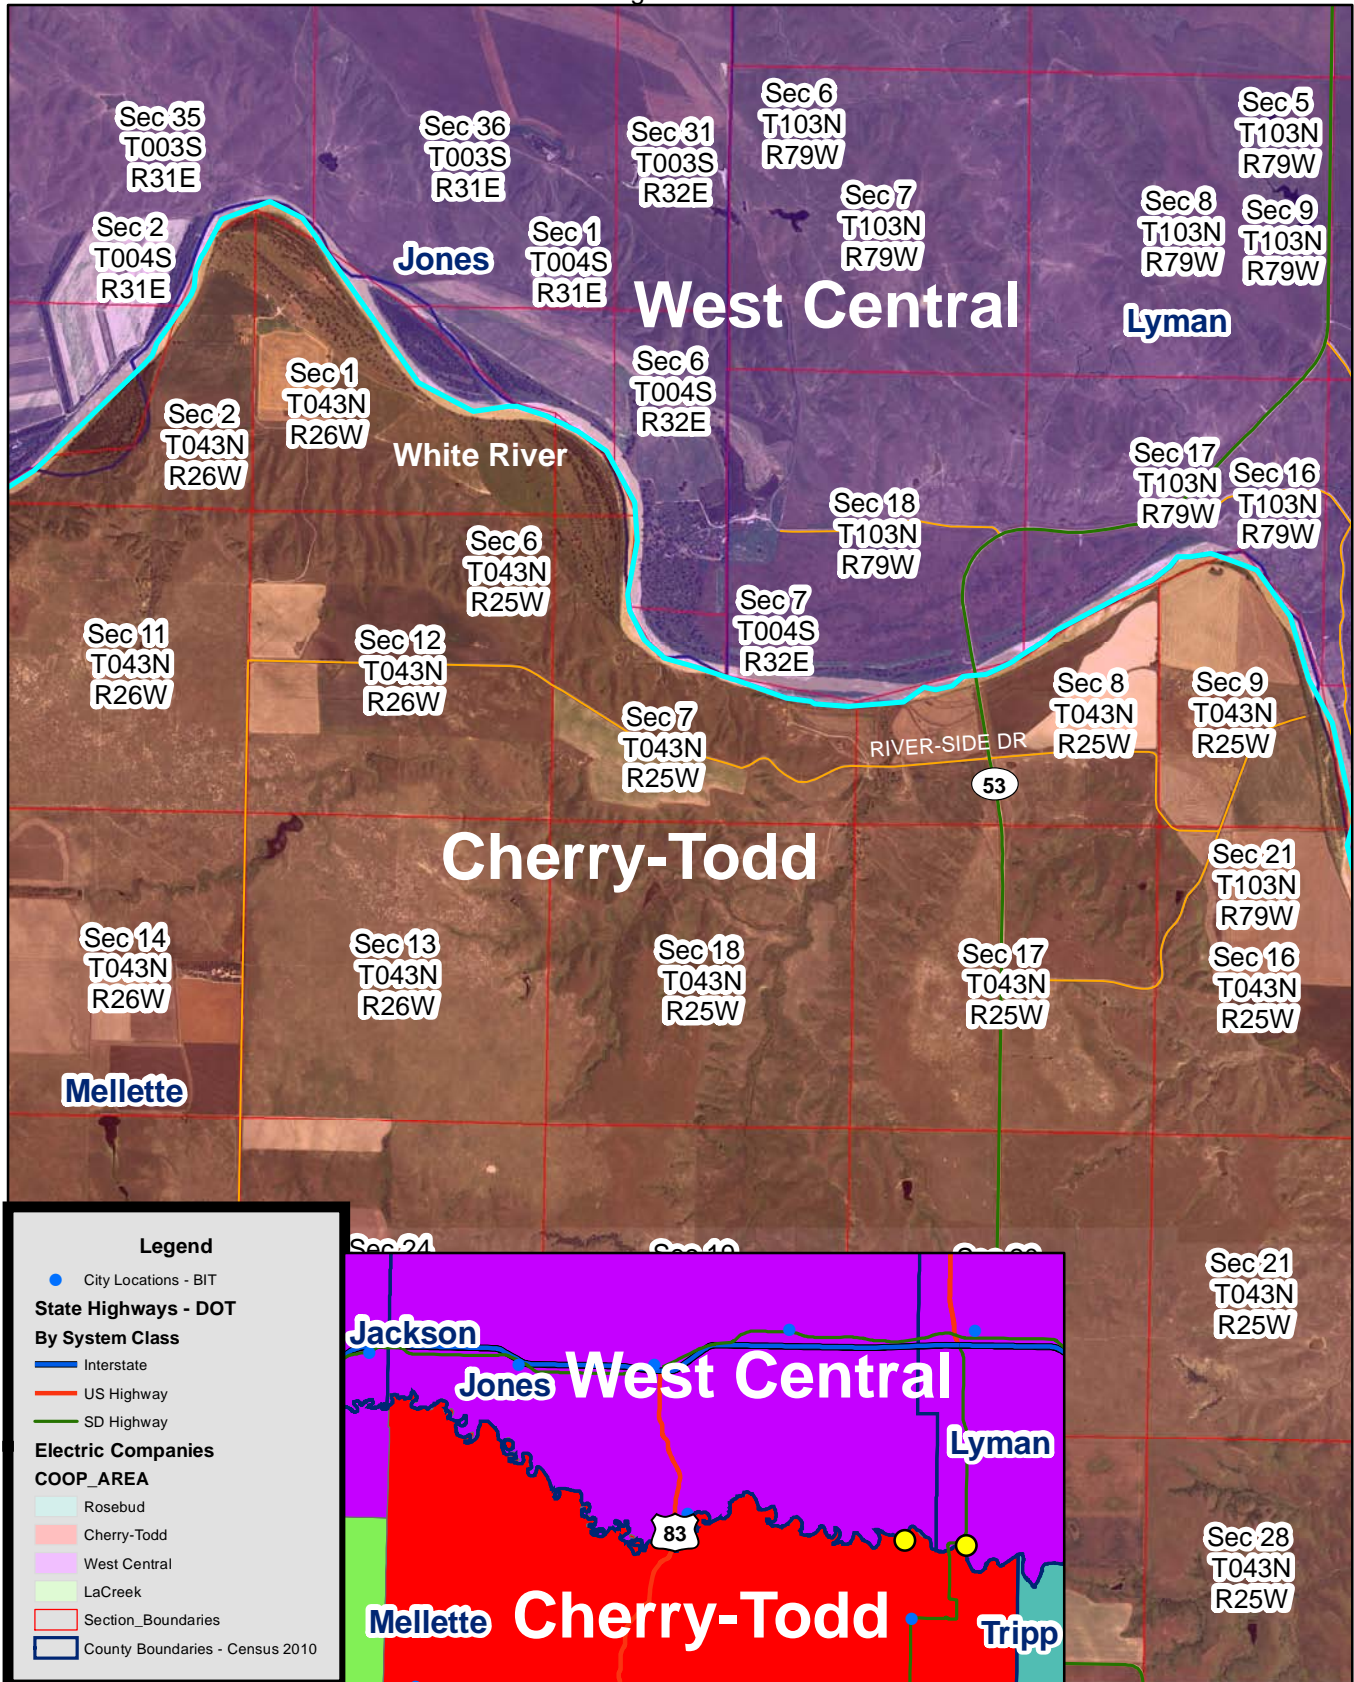 Sec 35
T003S
R31E
Sec 36
T003S
R31E
Sec 31
T003S
R32E
Sec 6
T103N
R79W
Sec 5
T103N
R79W
Sec 2
T004S
R31E
Jones
Sec 1
T004S
R31E
Sec 7
T103N
R79W
Sec 8
T103N
R79W
Sec 9
T103N
R79W
West Central
Lyman
Sec 1
T043N
R26W
Sec 6
T004S
R32E
Sec 2
T043N
R26W
White River
Sec 17
T103N
R79W
Sec 16
T103N
R79W
Sec 18
T103N
R79W
Sec 6
T043N
R25W
Sec 7
T004S
R32E
Sec 11
T043N
R26W
Sec 12
T043N
R26W
Sec 8
T043N
R25W
Sec 9
T043N
R25W
Sec 7
T043N
R25W
RIVER-SIDE DR
53
Cherry-Todd
Sec 21
T103N
R79W
Sec 14
T043N
R26W
Sec 13
T043N
R26W
Sec 18
T043N
R25W
Sec 17
T043N
R25W
Sec 16
T043N
R25W
Mellette
Sec 24
Sec 21
T043N
R25W
Sec 28
T043N
R25W
Legend
City Locations - BIT
State Highways - DOT
By System Class
Interstate
US Highway
SD Highway
Electric Companies
COOP_AREA
Rosebud
Cherry-Todd
West Central
LaCreek
Section_Boundaries
County Boundaries - Census 2010
Jackson
Jones
West Central
Lyman
83
Mellette
Cherry-Todd
Tripp